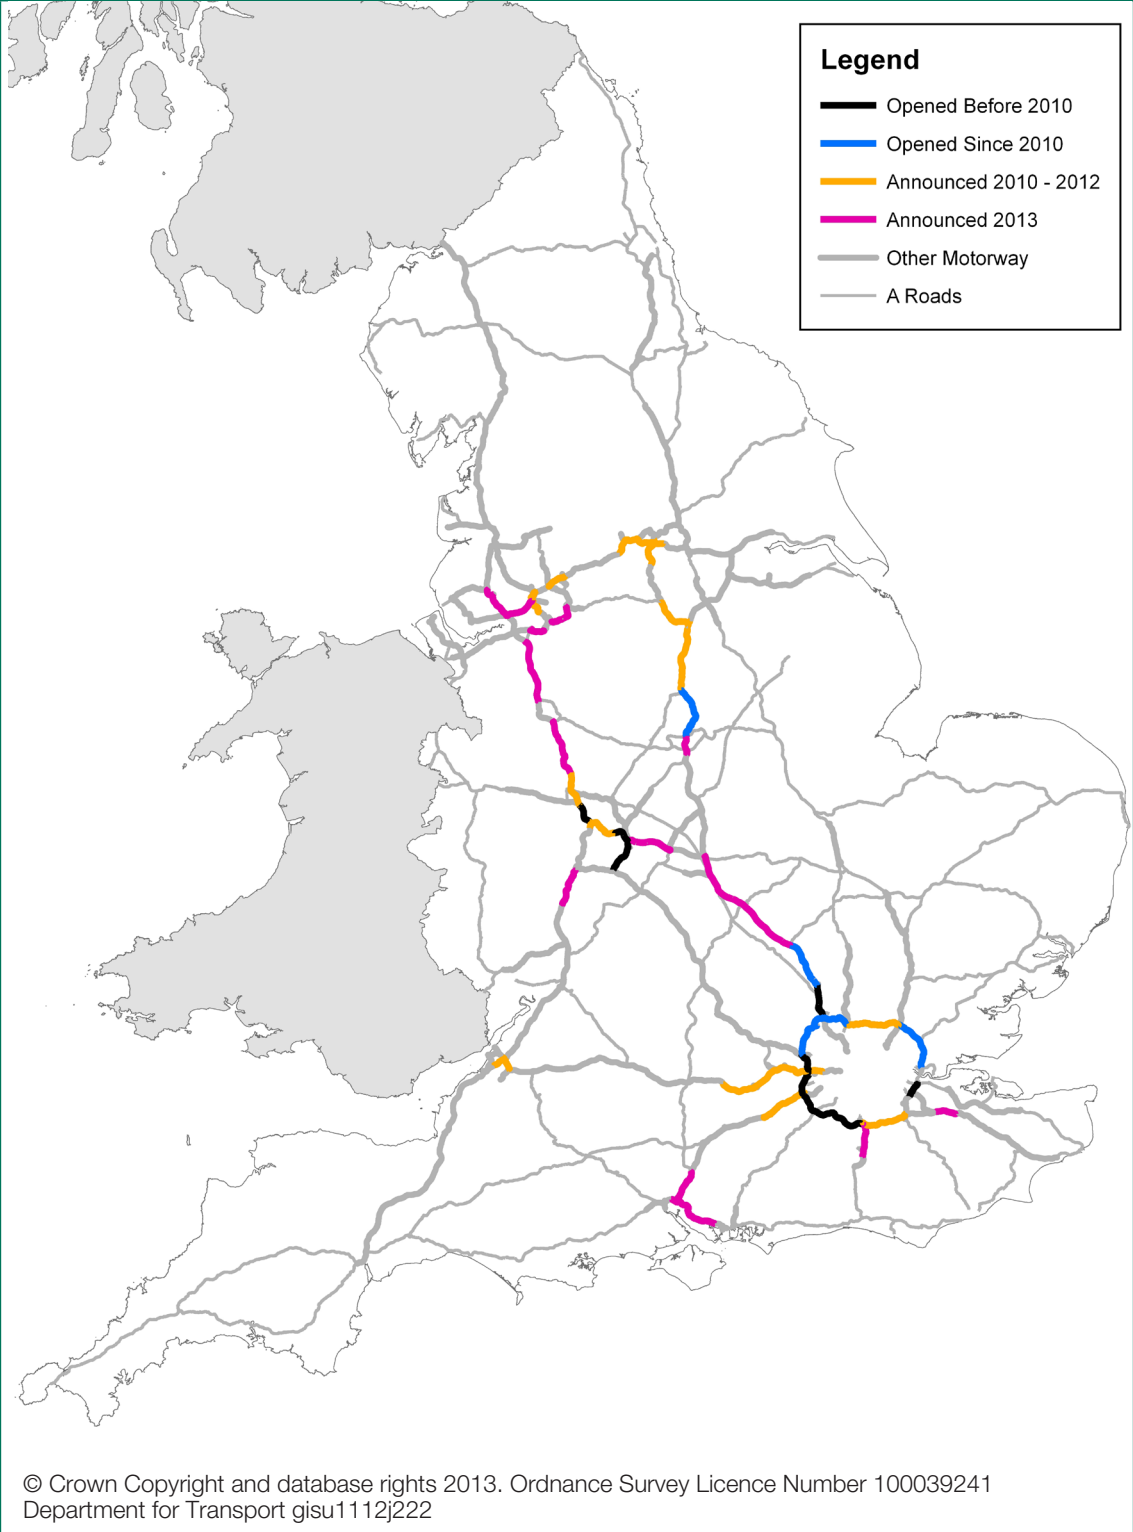 Legend
Opened Before 2010
Opened Since 2010
Announced 2010 - 2012
Announced 2013
Other Motorway
A Roads
© Crown Copyright and database rights 2013. Ordnance Survey Licence Number 100039241
Department for Transport gisu1112j222